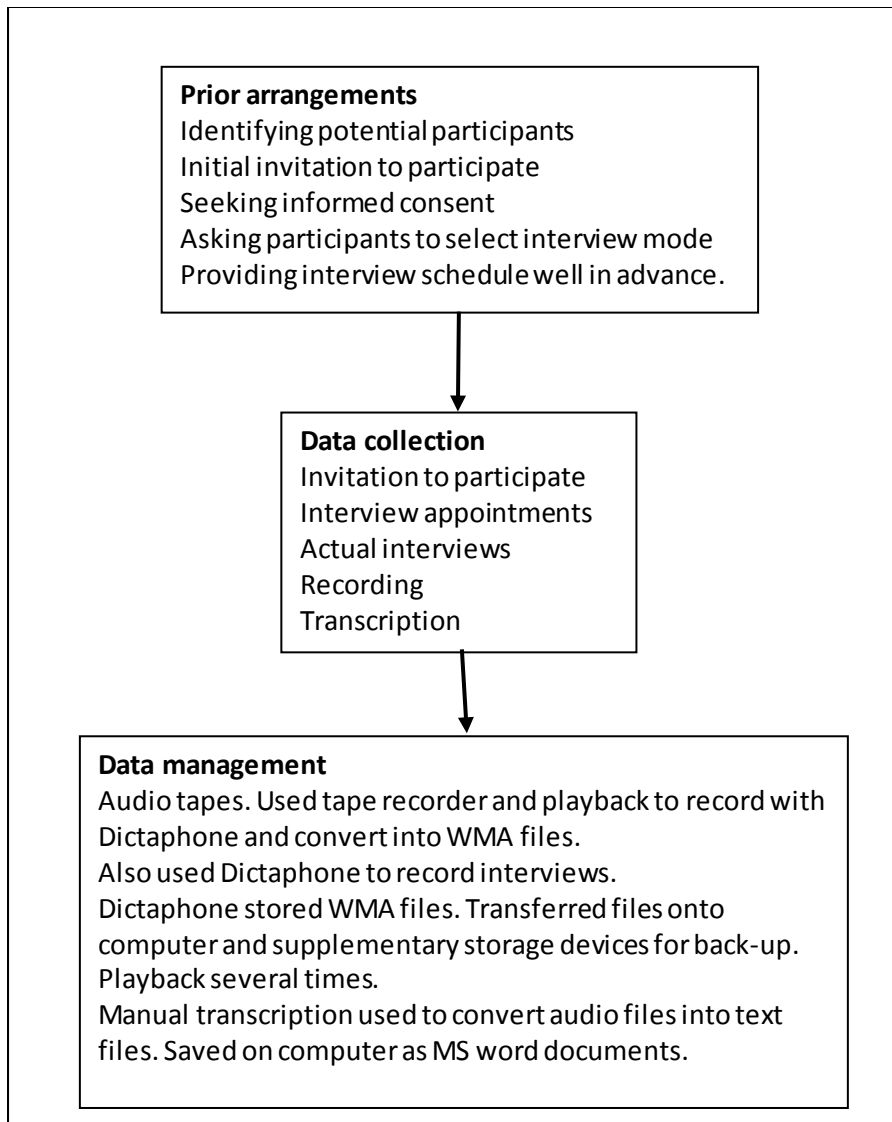 Prior arrangements
Identifying potential participants
Initial invitation to participate
Seeking informed consent
Asking participants to select interview mode
Providing interview schedule well in advance.
Data collection
Invitation to participate
Interview appointments
Actual interviews
Recording
Transcription
Data management
Audio tapes. Used tape recorder and playback to record with
Dictaphone and convert into WMA files.
Also used Dictaphone to record interviews.
Dictaphone stored WMA files. Transferred files onto
computer and supplementary storage devices for back-up.
Playback several times.
Manual transcription used to convert audio files into text
files. Saved on computer as MS word documents.